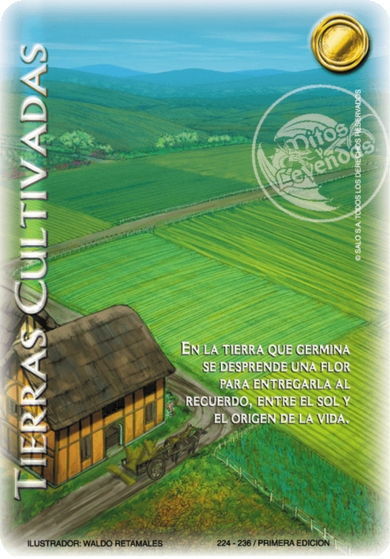 TIERRAS CULTIVADAS
Mitos
Leyendas
© SALO S.A. TODOS LOS DERECHOS RESERVADOS
EN LA TIERRA QUE GERMINA
SE DESPRENDE UNA FLOR
PARA ENTREGARLA AL
RECUERDO, ENTRE EL SOL Y
EL ORIGEN DE LA VIDA.
ILUSTRADOR: WALDO RETAMALES
224 - 236 / PRIMERA EDICION